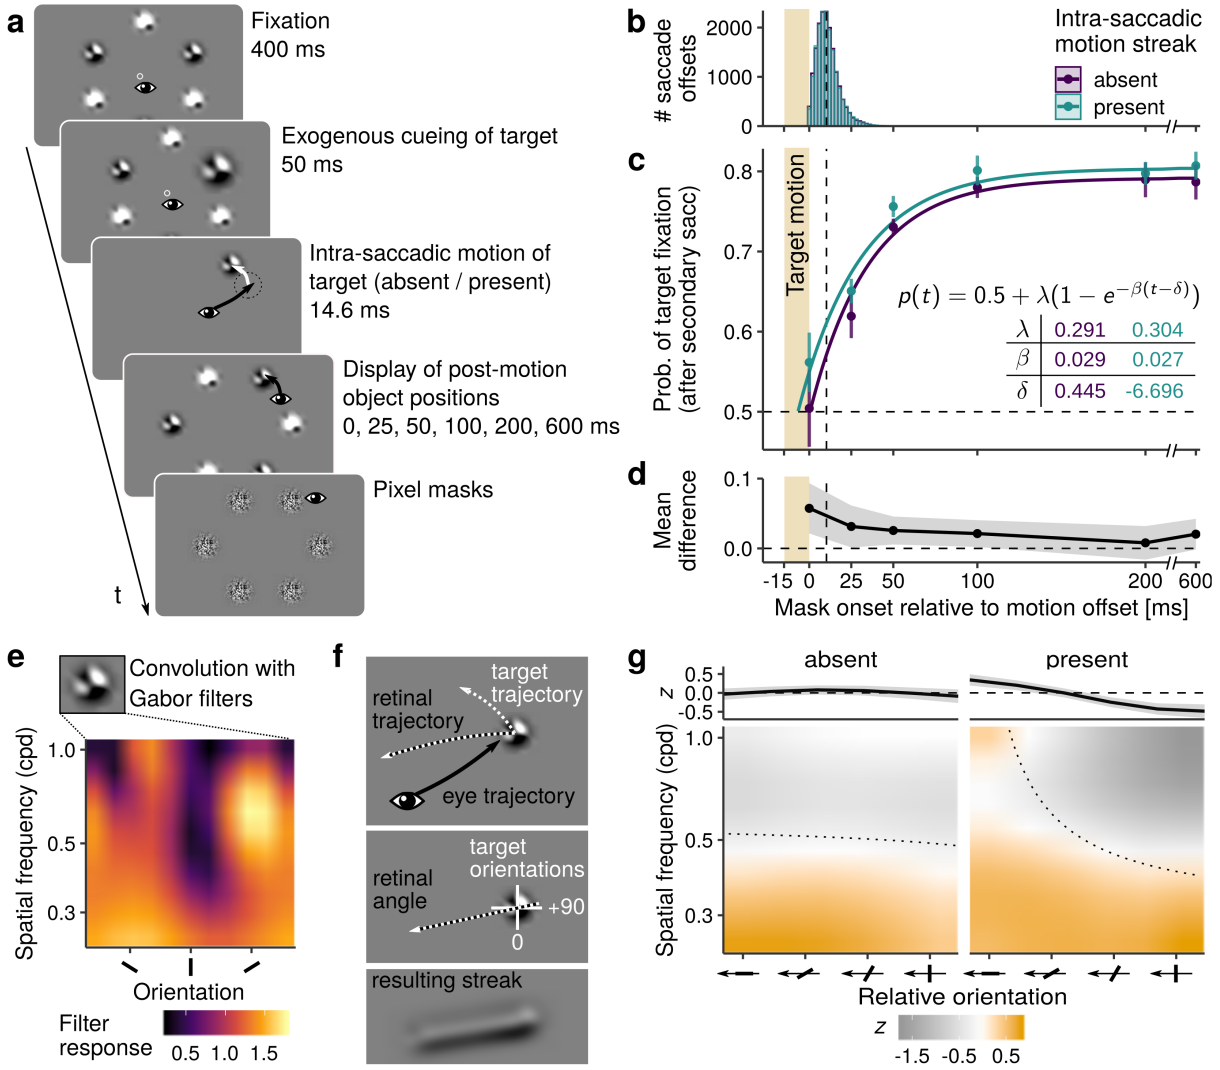 a
Fixation
400 ms
Exogenous cueing of target
50 ms
Intra-saccadic motion of
target (absent / present)
14.6 ms
Display of post-motion
object positions
0, 25, 50, 100, 200, 600 ms
Pixel masks
t
b
# saccade
offsets
2000
1000
0
Intra-saccadic
motion streak
absent
present
c
Prob. of target fixation
(after secondary sacc)
0.8
0.7
0.6
0.5
Target motion
p(t) = 0.5 + λ(1 − e^{−β(t−δ)})
λ 0.291 0.304
β 0.029 0.027
δ 0.445 -6.696
d
Mean
difference
0.1
0.0
-15 0 25 50 100 200 600
Mask onset relative to motion offset [ms]
e
Convolution with
Gabor filters
Spatial frequency (cpd)
1.0
0.5
0.3
Orientation
Filter
response
0.5 1.0 1.5
f
target
trajectory
retinal
trajectory
eye trajectory
target
orientations
retinal
angle
+90
0
resulting streak
g
absent present
z
0.5
0.0
-0.5
Spatial frequency (cpd)
1.0
0.5
0.3
Relative orientation
z
-1.5 -0.5 0.5